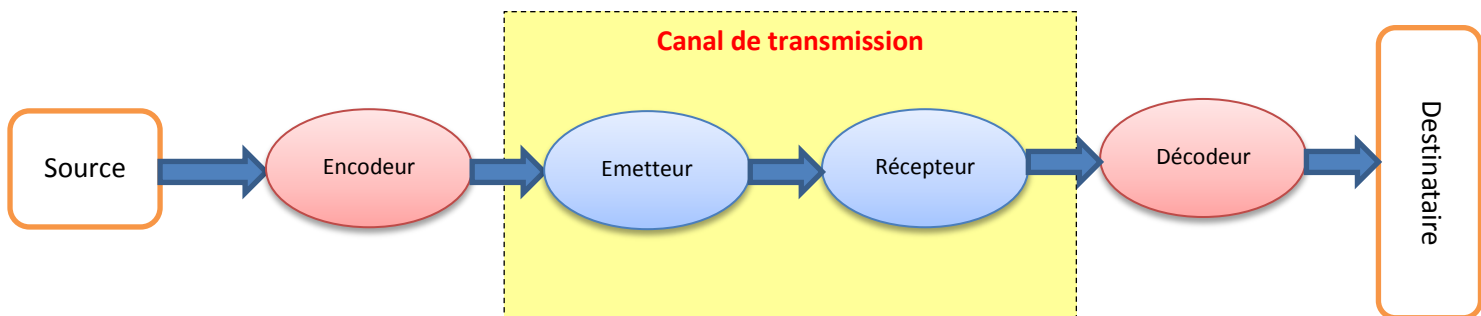 Canal de transmission
Source
Encodeur
Emetteur
Récepteur
Décodeur
Destinataire